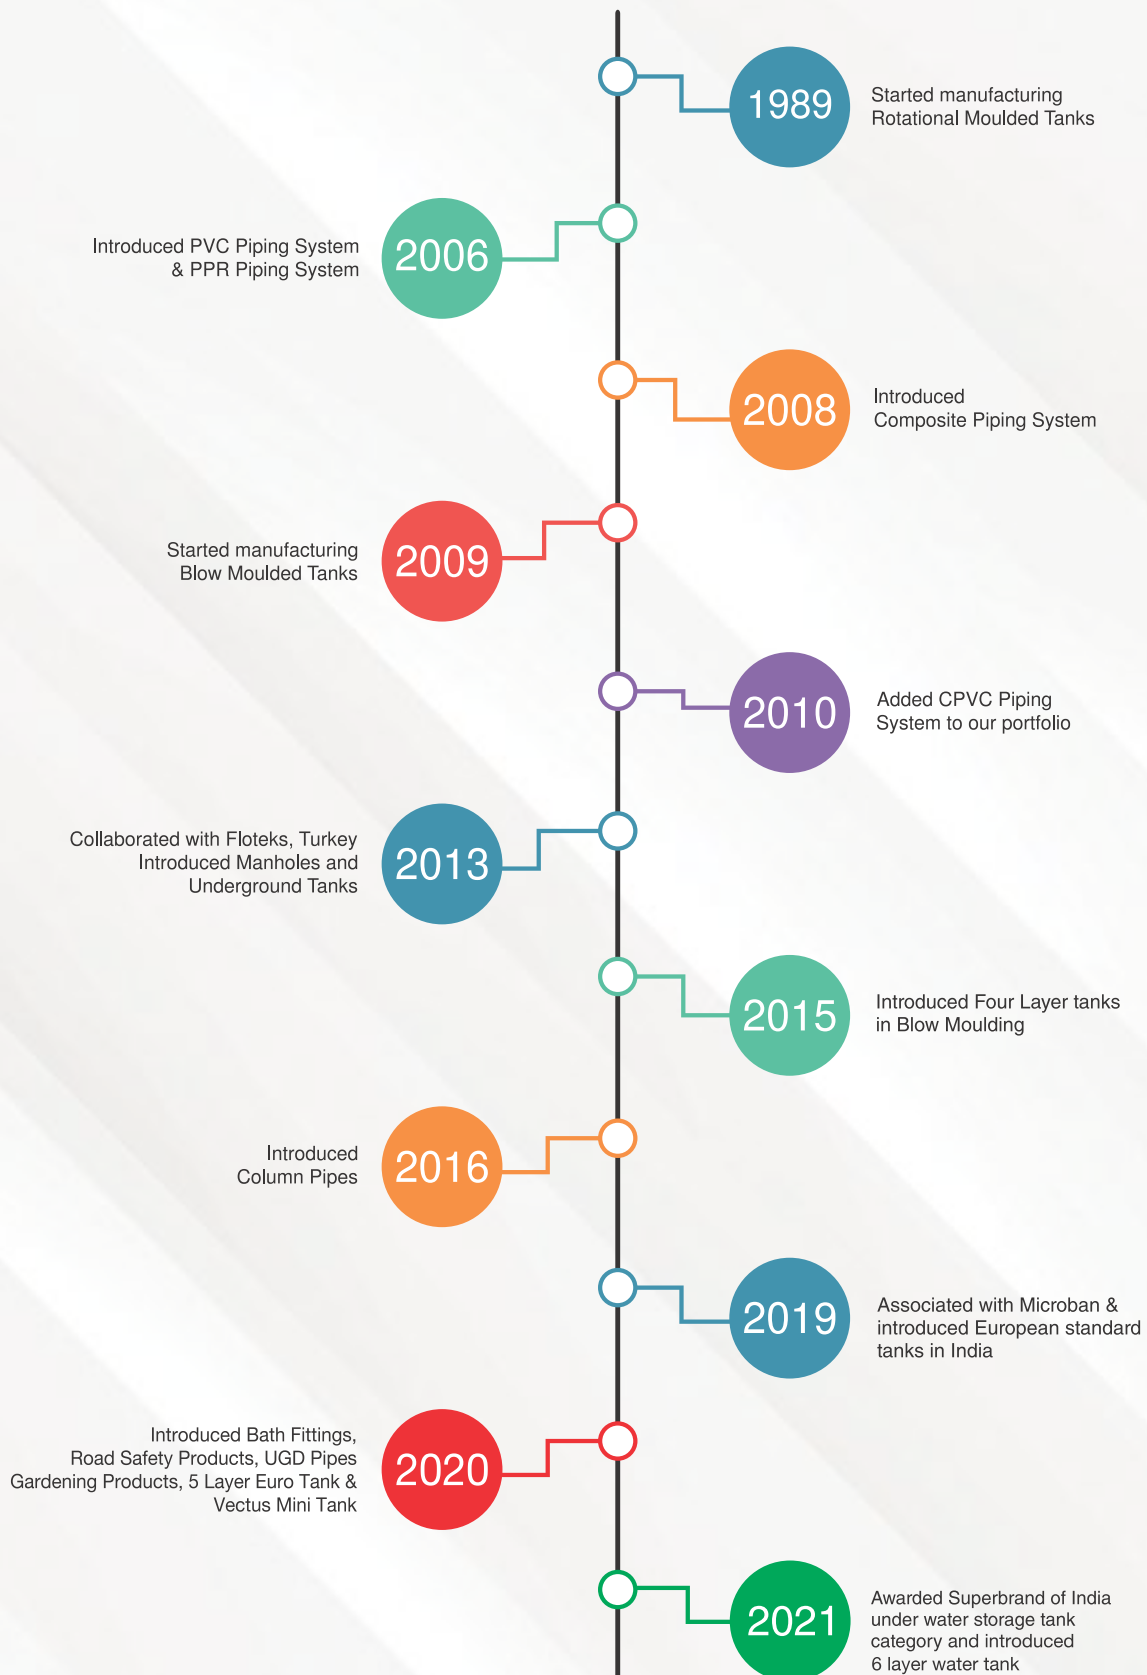 1989
Started manufacturing
Rotational Moulded Tanks
Introduced PVC Piping System
& PPR Piping System
2006
2008
Introduced
Composite Piping System
Started manufacturing
Blow Moulded Tanks
2009
2010
Added CPVC Piping
System to our portfolio
Collaborated with Floteks, Turkey
Introduced Manholes and
Underground Tanks
2013
2015
Introduced Four Layer tanks
in Blow Moulding
Introduced
Column Pipes
2016
2019
Associated with Microban &
introduced European standard
tanks in India
Introduced Bath Fittings,
Road Safety Products, UGD Pipes
Gardening Products, 5 Layer Euro Tank &
Vectus Mini Tank
2020
2021
Awarded Superbrand of India
under water storage tank
category and introduced
6 layer water tank